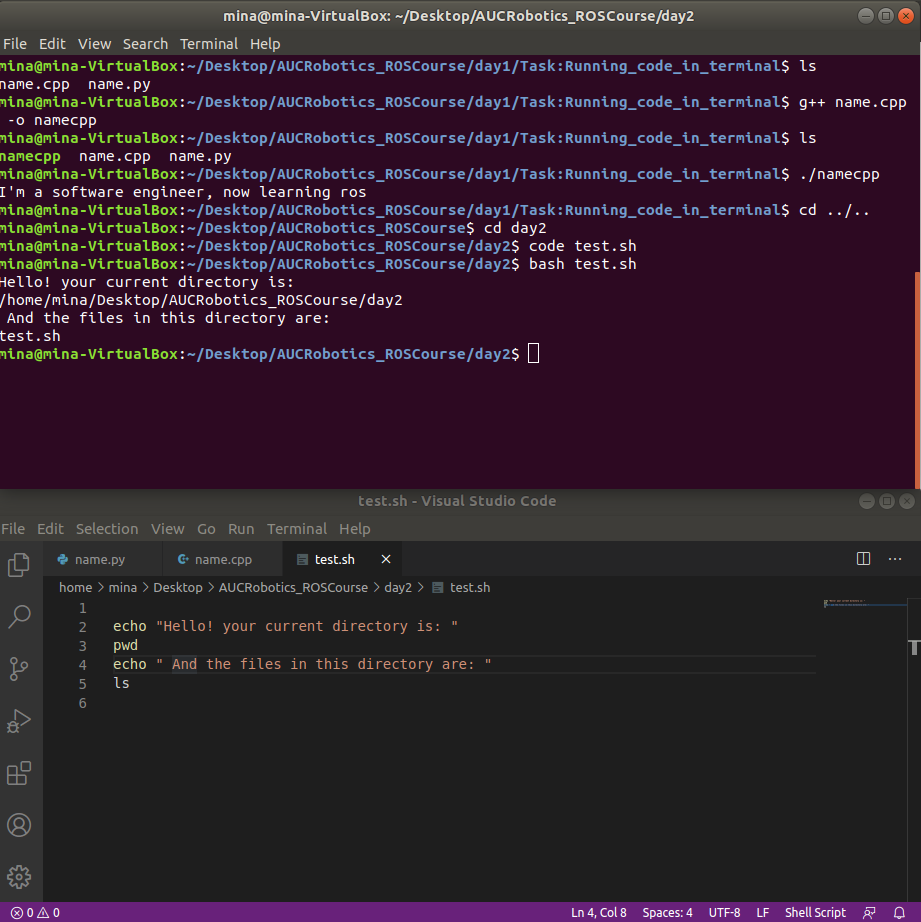 mina@mina-VirtualBox: ~/Desktop/AUCRobotics_ROSCourse/day2
File Edit View Search Terminal Help
mina@mina-VirtualBox:~/Desktop/AUCRobotics_ROSCourse/day1/Task:Running_code_in_terminal$ ls
name.cpp  name.py
mina@mina-VirtualBox:~/Desktop/AUCRobotics_ROSCourse/day1/Task:Running_code_in_terminal$ g++ name.cpp
 -o namecpp
mina@mina-VirtualBox:~/Desktop/AUCRobotics_ROSCourse/day1/Task:Running_code_in_terminal$ ls
namecpp  name.cpp  name.py
mina@mina-VirtualBox:~/Desktop/AUCRobotics_ROSCourse/day1/Task:Running_code_in_terminal$ ./namecpp
I'm a software engineer, now learning ros
mina@mina-VirtualBox:~/Desktop/AUCRobotics_ROSCourse/day1/Task:Running_code_in_terminal$ cd ../..
mina@mina-VirtualBox:~/Desktop/AUCRobotics_ROSCourse$ cd day2
mina@mina-VirtualBox:~/Desktop/AUCRobotics_ROSCourse/day2$ code test.sh
mina@mina-VirtualBox:~/Desktop/AUCRobotics_ROSCourse/day2$ bash test.sh
Hello! your current directory is:
/home/mina/Desktop/AUCRobotics_ROSCourse/day2
 And the files in this directory are:
test.sh
mina@mina-VirtualBox:~/Desktop/AUCRobotics_ROSCourse/day2$
test.sh - Visual Studio Code
File Edit Selection View Go Run Terminal Help
name.py name.cpp test.sh
home > mina > Desktop > AUCRobotics_ROSCourse > day2 > test.sh
1
2 echo "Hello! your current directory is: "
3 pwd
4 echo " And the files in this directory are: "
5 ls
6
0 0 Ln 4, Col 8 Spaces: 4 UTF-8 LF Shell Script